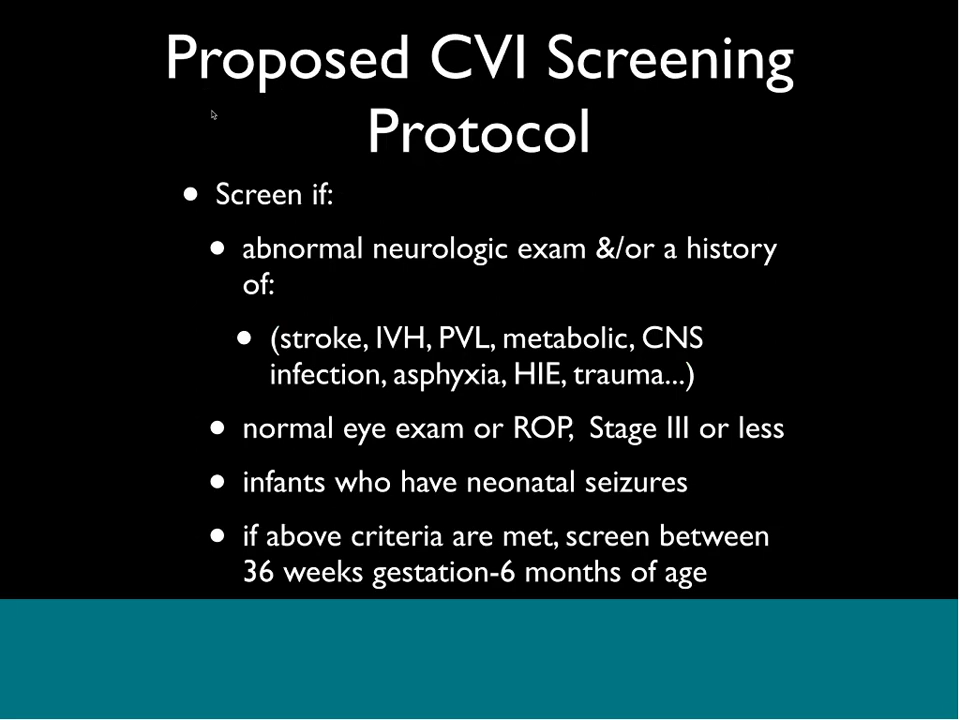 Proposed CVI Screening
Protocol
• Screen if:
• abnormal neurologic exam &/or a history
of:
• (stroke, IVH, PVL, metabolic, CNS
infection, asphyxia, HIE, trauma...)
• normal eye exam or ROP, Stage III or less
• infants who have neonatal seizures
• if above criteria are met, screen between
36 weeks gestation-6 months of age